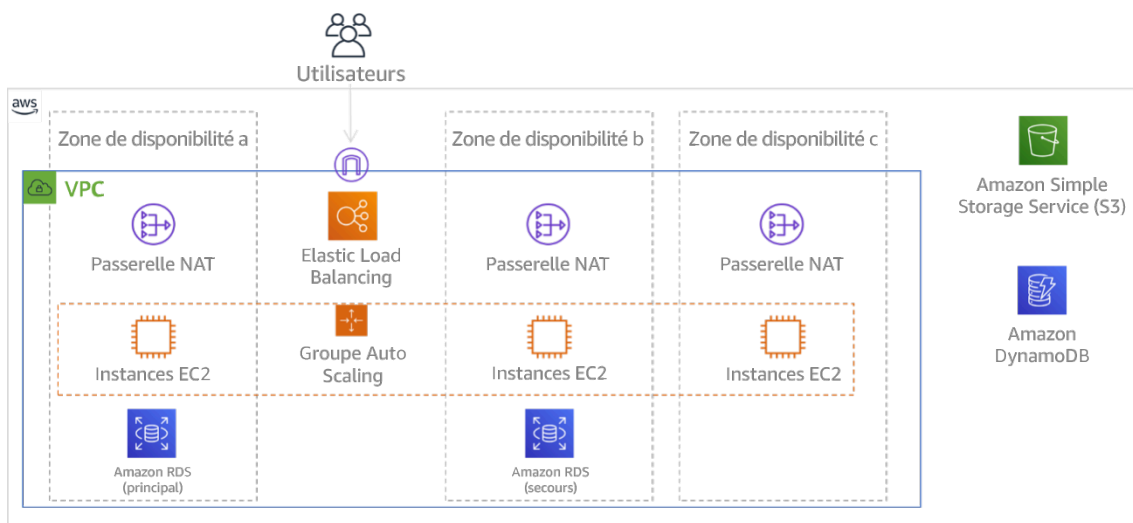 Utilisateurs
aws
Zone de disponibilité a
Zone de disponibilité b
Zone de disponibilité c
VPC
Amazon Simple
Storage Service (S3)
Passerelle NAT
Elastic Load
Balancing
Passerelle NAT
Passerelle NAT
Amazon
DynamoDB
Instances EC2
Groupe Auto
Scaling
Instances EC2
Instances EC2
Amazon RDS
(principal)
Amazon RDS
(secours)